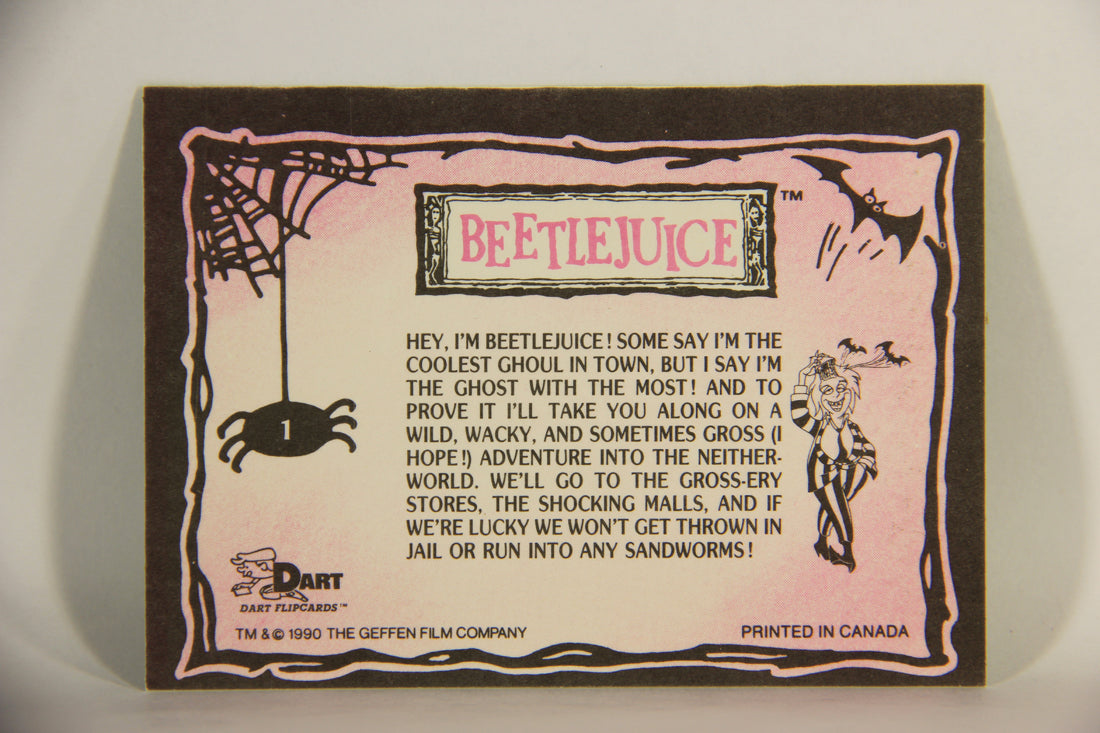 BEETLEJUICE ™
HEY, I'M BEETLEJUICE! SOME SAY I'M THE
COOLEST GHOUL IN TOWN, BUT I SAY I'M
THE GHOST WITH THE MOST! AND TO
PROVE IT I'LL TAKE YOU ALONG ON A
WILD, WACKY, AND SOMETIMES GROSS (I
HOPE!) ADVENTURE INTO THE NEITHER-
WORLD. WE'LL GO TO THE GROSS-ERY
STORES, THE SHOCKING MALLS, AND IF
WE'RE LUCKY WE WON'T GET THROWN IN
JAIL OR RUN INTO ANY SANDWORMS!
1
DART
DART FLIPCARDS™
TM & © 1990 THE GEFFEN FILM COMPANY
PRINTED IN CANADA